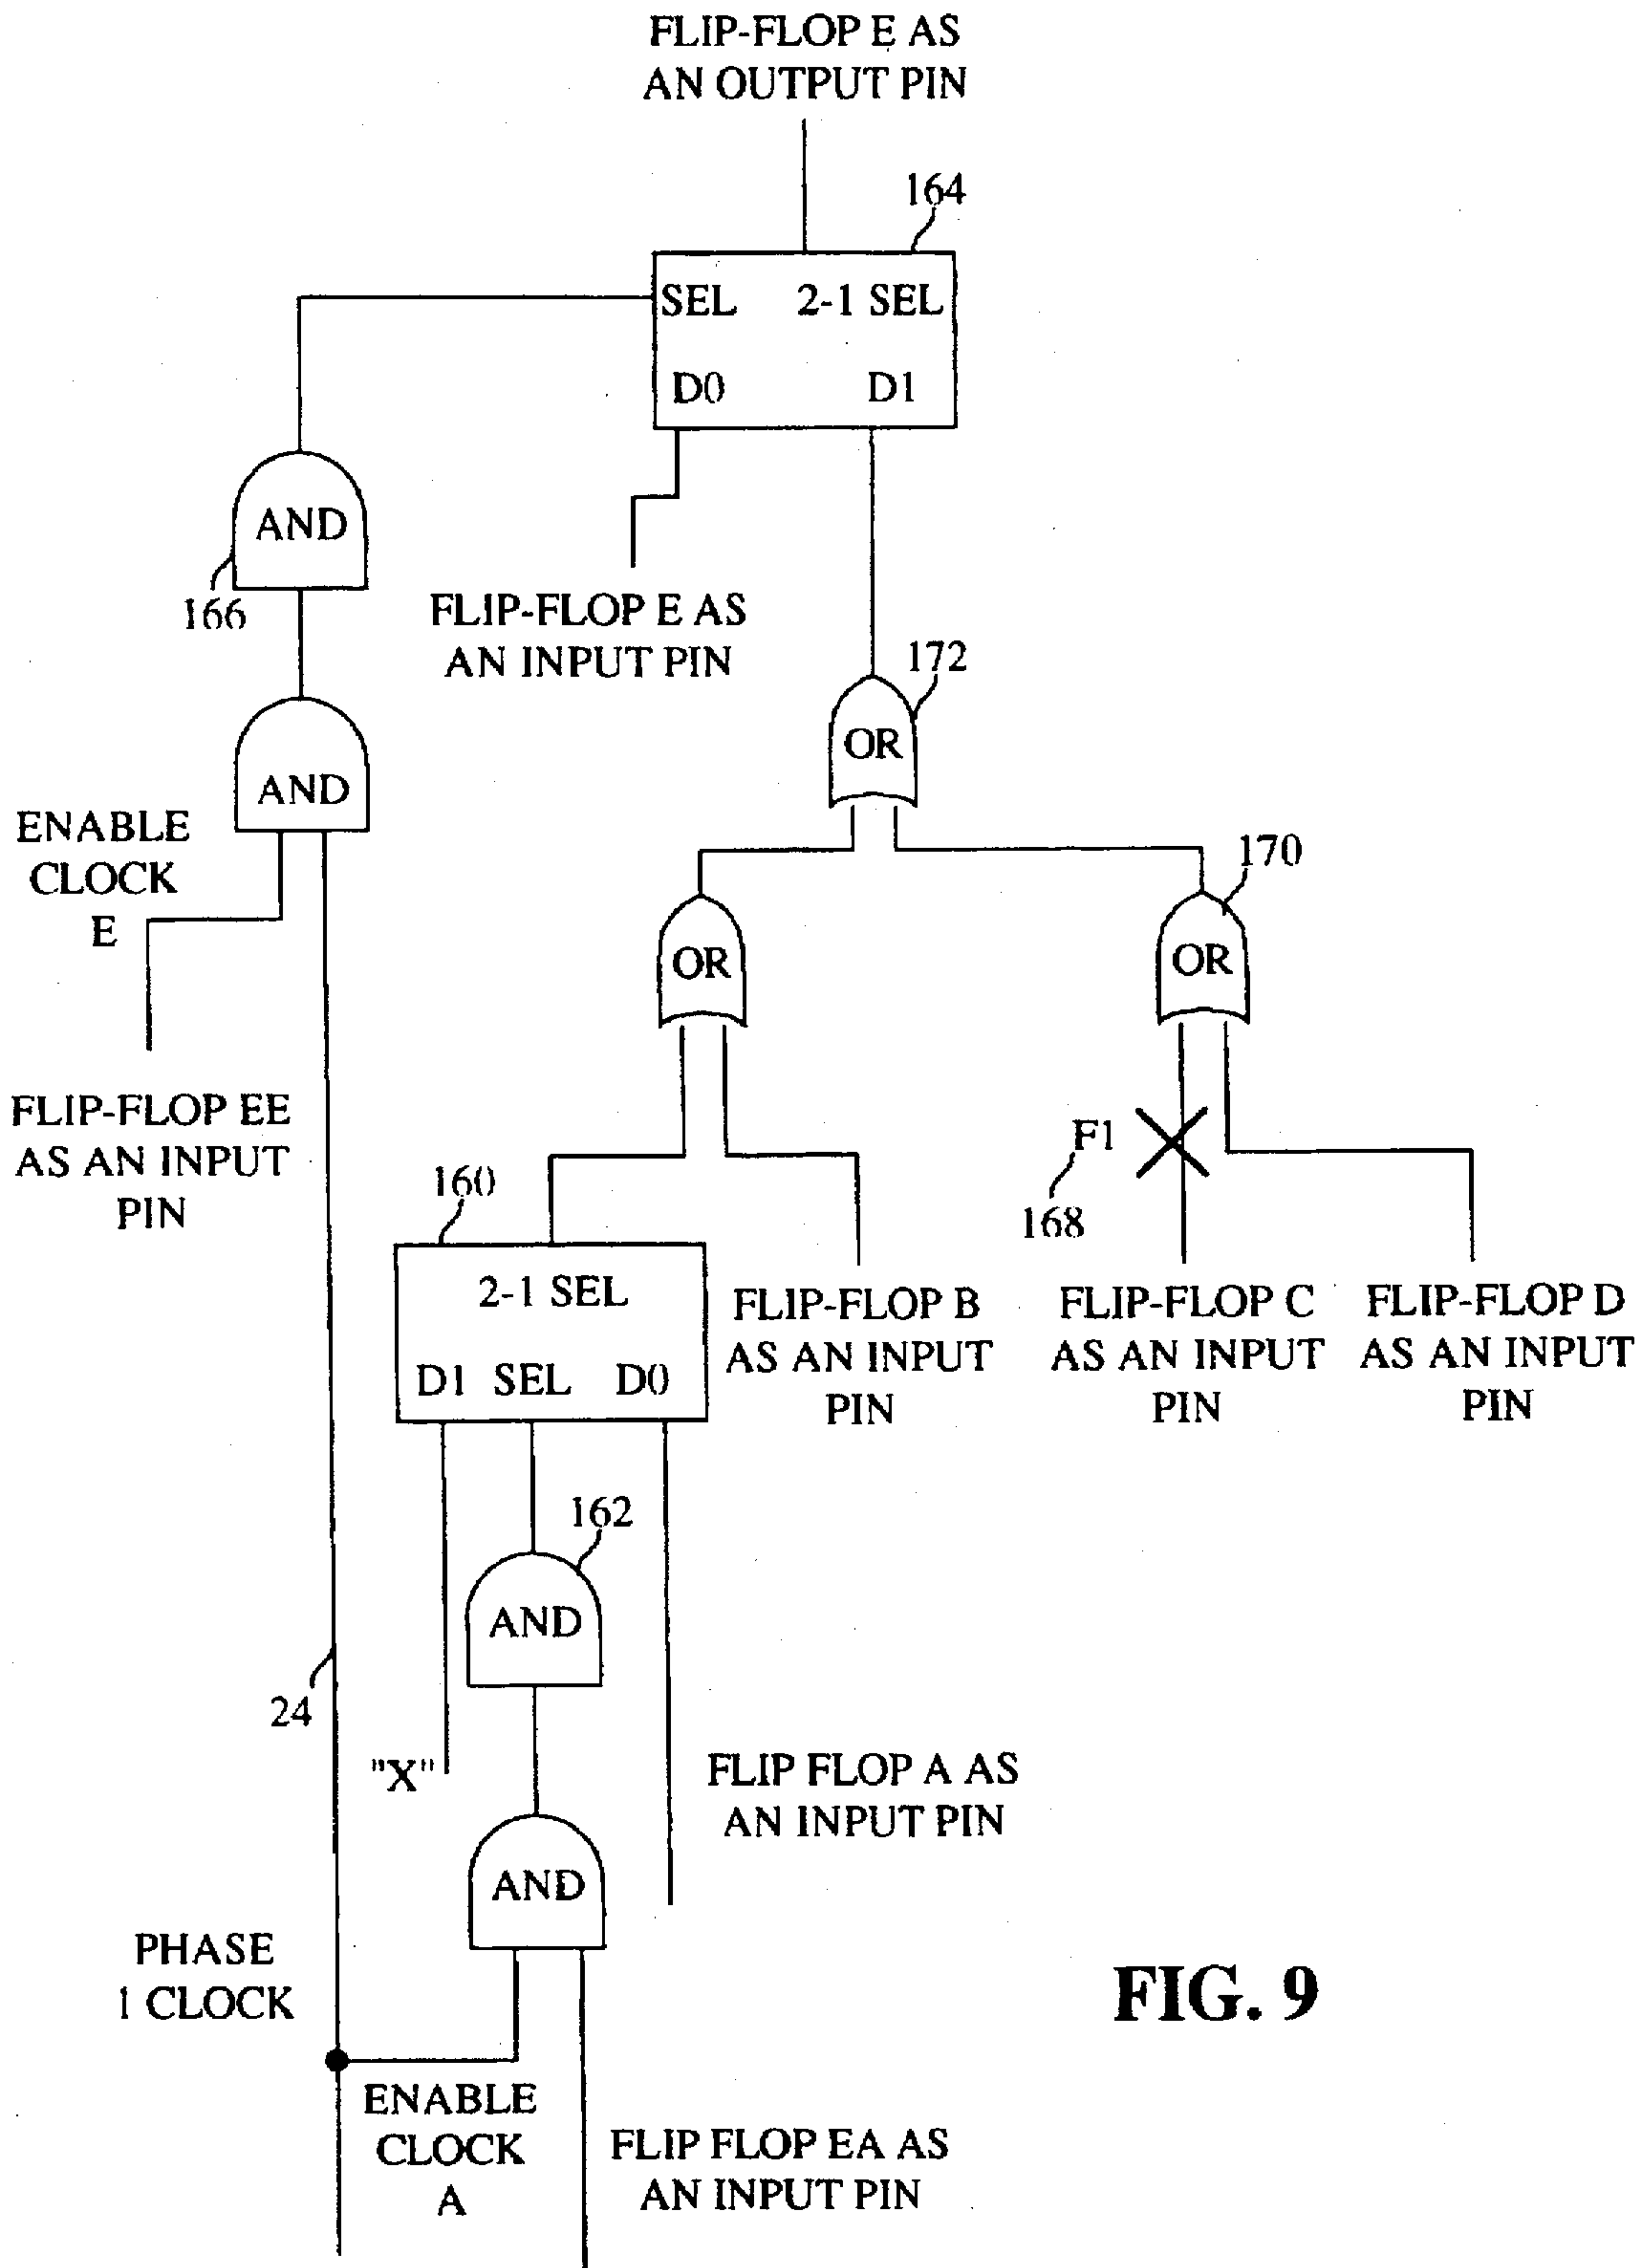 FLIP-FLOP E AS
AN OUTPUT PIN
164
SEL 2-1 SEL
D0 D1
AND
166
FLIP-FLOP E AS
AN INPUT PIN
172
OR
AND
ENABLE
CLOCK
E
170
OR
OR
FLIP-FLOP EE
AS AN INPUT
PIN
F1
168
160
2-1 SEL
D1 SEL D0
FLIP-FLOP B
AS AN INPUT
PIN
FLIP-FLOP C
AS AN INPUT
PIN
FLIP-FLOP D
AS AN INPUT
PIN
162
AND
24
"X"
FLIP FLOP A AS
AN INPUT PIN
AND
PHASE
1 CLOCK
FIG. 9
ENABLE
CLOCK
A
FLIP FLOP EA AS
AN INPUT PIN